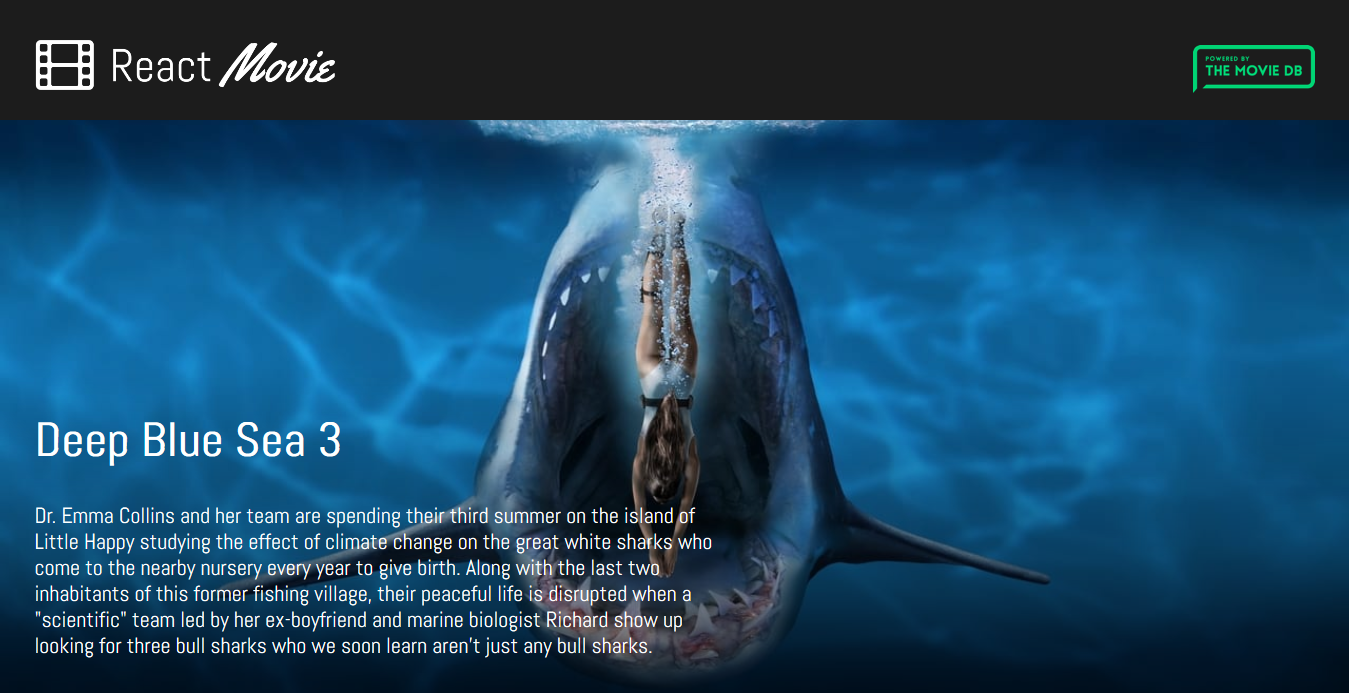 React Movie
POWERED BY
THE MOVIE DB
Deep Blue Sea 3
Dr. Emma Collins and her team are spending their third summer on the island of
Little Happy studying the effect of climate change on the great white sharks who
come to the nearby nursery every year to give birth. Along with the last two
inhabitants of this former fishing village, their peaceful life is disrupted when a
"scientific" team led by her ex-boyfriend and marine biologist Richard show up
looking for three bull sharks who we soon learn aren't just any bull sharks.